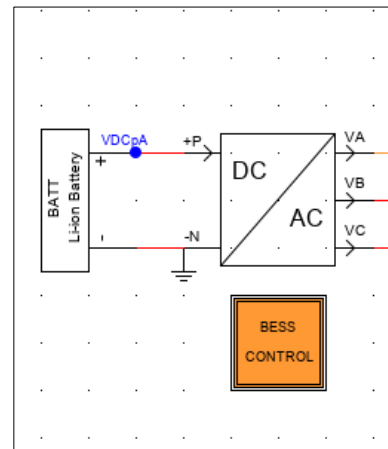 VDCpA
+P
VA
BATT
Li-ion Battery
+
DC
VB
AC
-
-N
VC
BESS
CONTROL